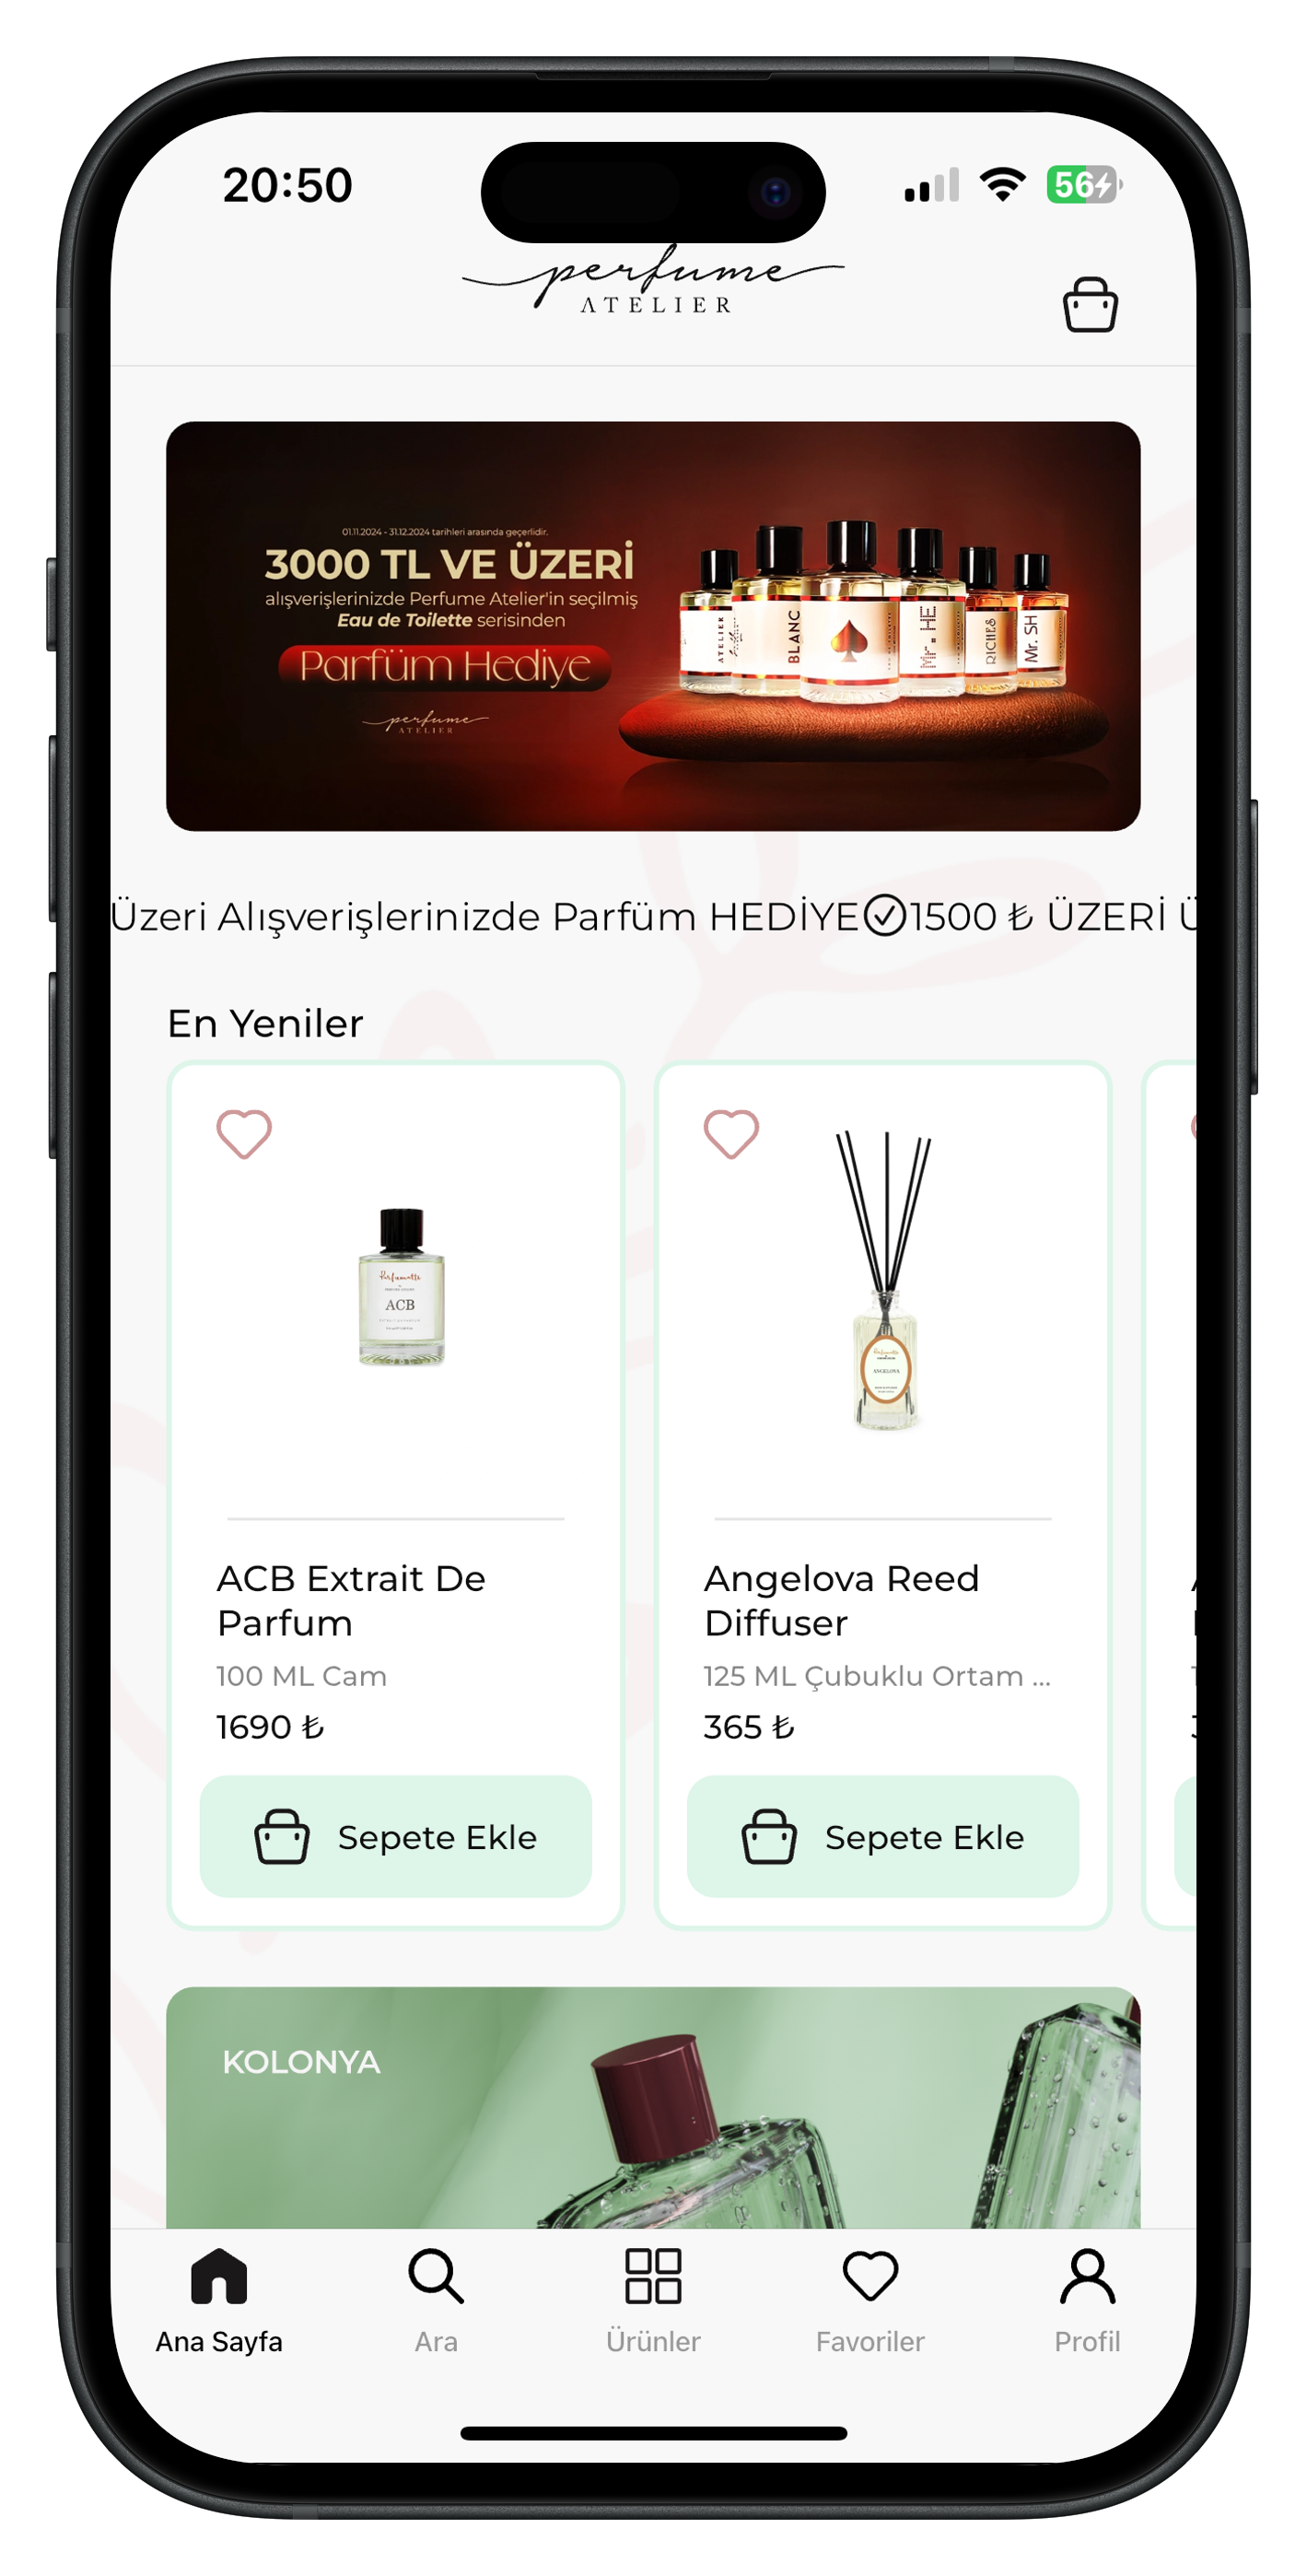 20:50
56
perfume
ATELIER
01.11.2024 - 31.12.2024 tarihleri arasında geçerlidir.
3000 TL VE ÜZERİ
alışverişlerinizde Perfume Atelier'in seçilmiş
Eau de Toilette serisinden
Parfüm Hediye
perfume
ATELIER
ATELIER
BLANC
Mr. HE
RICHES
Mr. SH
Üzeri Alışverişlerinizde Parfüm HEDİYE 1500 ₺ ÜZERİ Ü
En Yeniler
Parfumatte
ACB
ANGELOVA
ACB Extrait De
Parfum
100 ML Cam
1690 ₺
Sepete Ekle
Angelova Reed
Diffuser
125 ML Çubuklu Ortam ...
365 ₺
Sepete Ekle
KOLONYA
Ana Sayfa
Ara
Ürünler
Favoriler
Profil